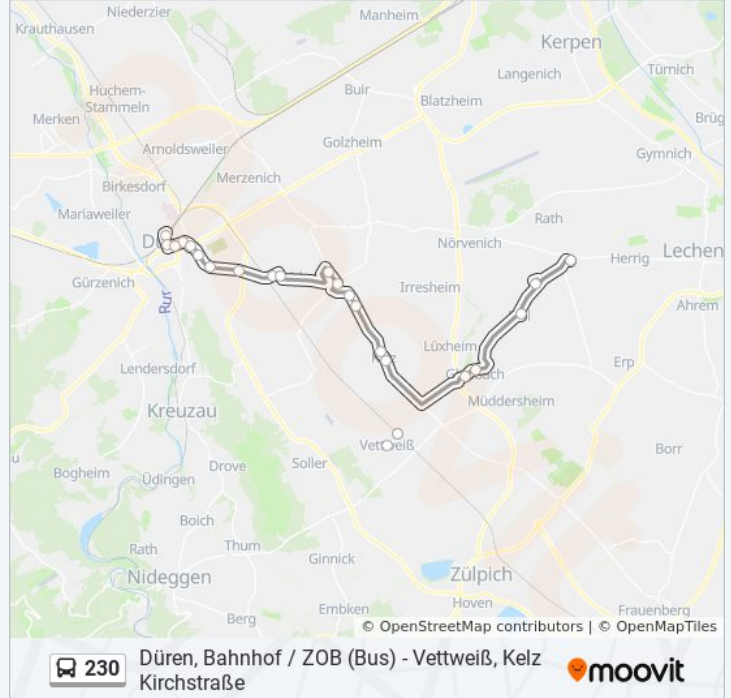 Niederzier
Manheim
Krauthausen
Kerpen
Türnich
Langenich
Huchem-
Stammeln
Buir
Blatzheim
Merken
Brüg
Golzheim
Arnoldsweiler
Gymnich
Merzenich
Birkesdorf
Mariaweiler
Rath
Nörvenich
Lechen
Herrig
Gürzenich
Irresheim
Rur
Ahrem
Lüxheim
Erp
Lendersdorf
Müddersheim
Kreuzau
Vettweiß
Borr
Drove
Soller
Bogheim
Üdingen
Boich
Rath
Thum
Ginnick
Nideggen
Zülpich
Hoven
Embken
Frauenberg
Berg
© OpenStreetMap contributors | © OpenMapTiles
230
Düren, Bahnhof / ZOB (Bus) - Vettweiß, Kelz
Kirchstraße
moovit